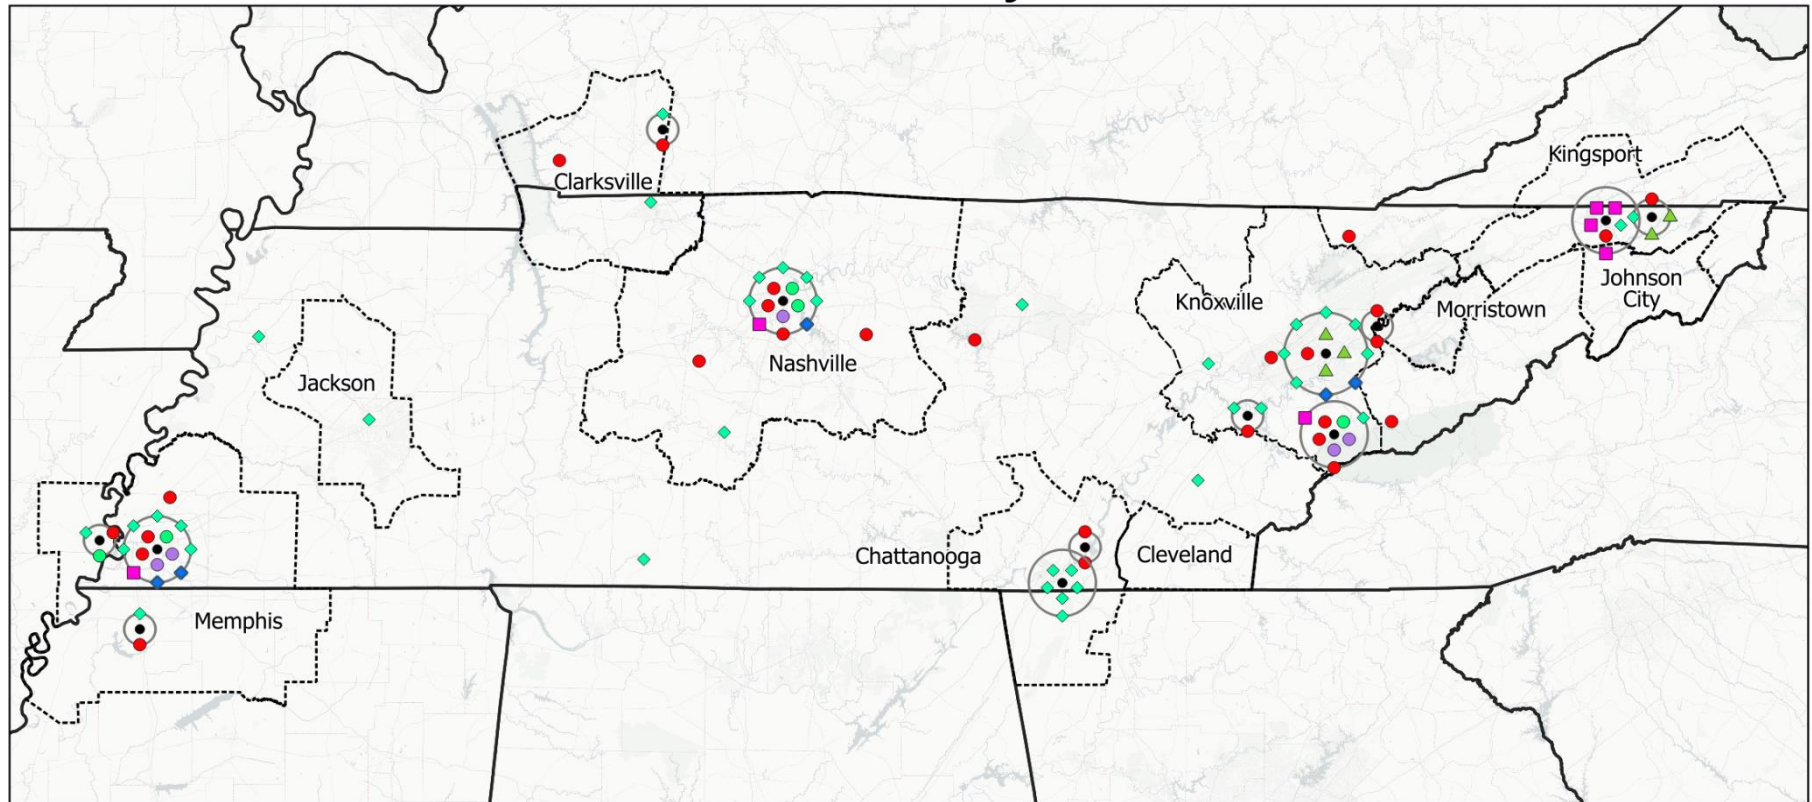 Kingsport
Clarksville
Johnson
City
Knoxville
Morristown
Nashville
Jackson
Chattanooga
Cleveland
Memphis